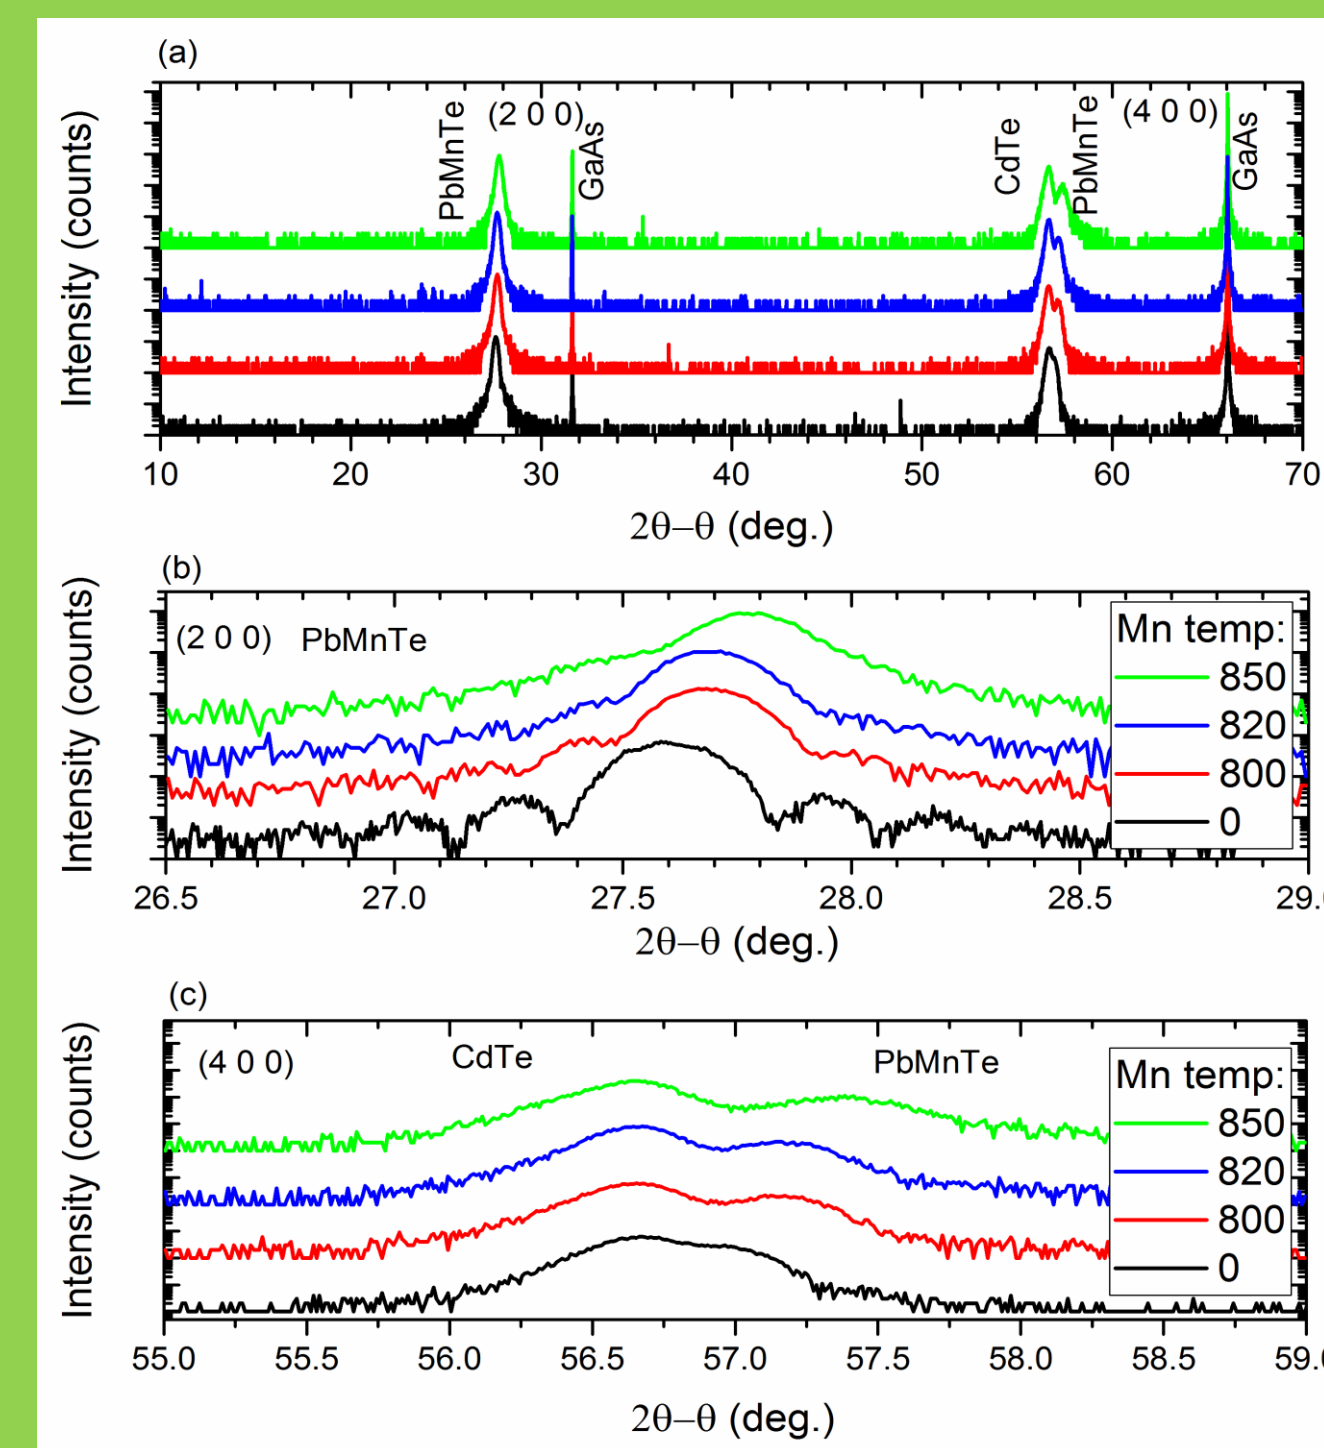 (a)
Intensity (counts)
PbMnTe
(2 0 0)
GaAs
CdTe
PbMnTe
(4 0 0)
GaAs
10 20 30 40 50 60 70
2θ–θ (deg.)
(b)
Intensity (counts)
(2 0 0) PbMnTe
Mn temp:
850
820
800
0
26.5 27.0 27.5 28.0 28.5 29.0
2θ–θ (deg.)
(c)
Intensity (counts)
(4 0 0) CdTe PbMnTe
Mn temp:
850
820
800
0
55.0 55.5 56.0 56.5 57.0 57.5 58.0 58.5 59.0
2θ–θ (deg.)